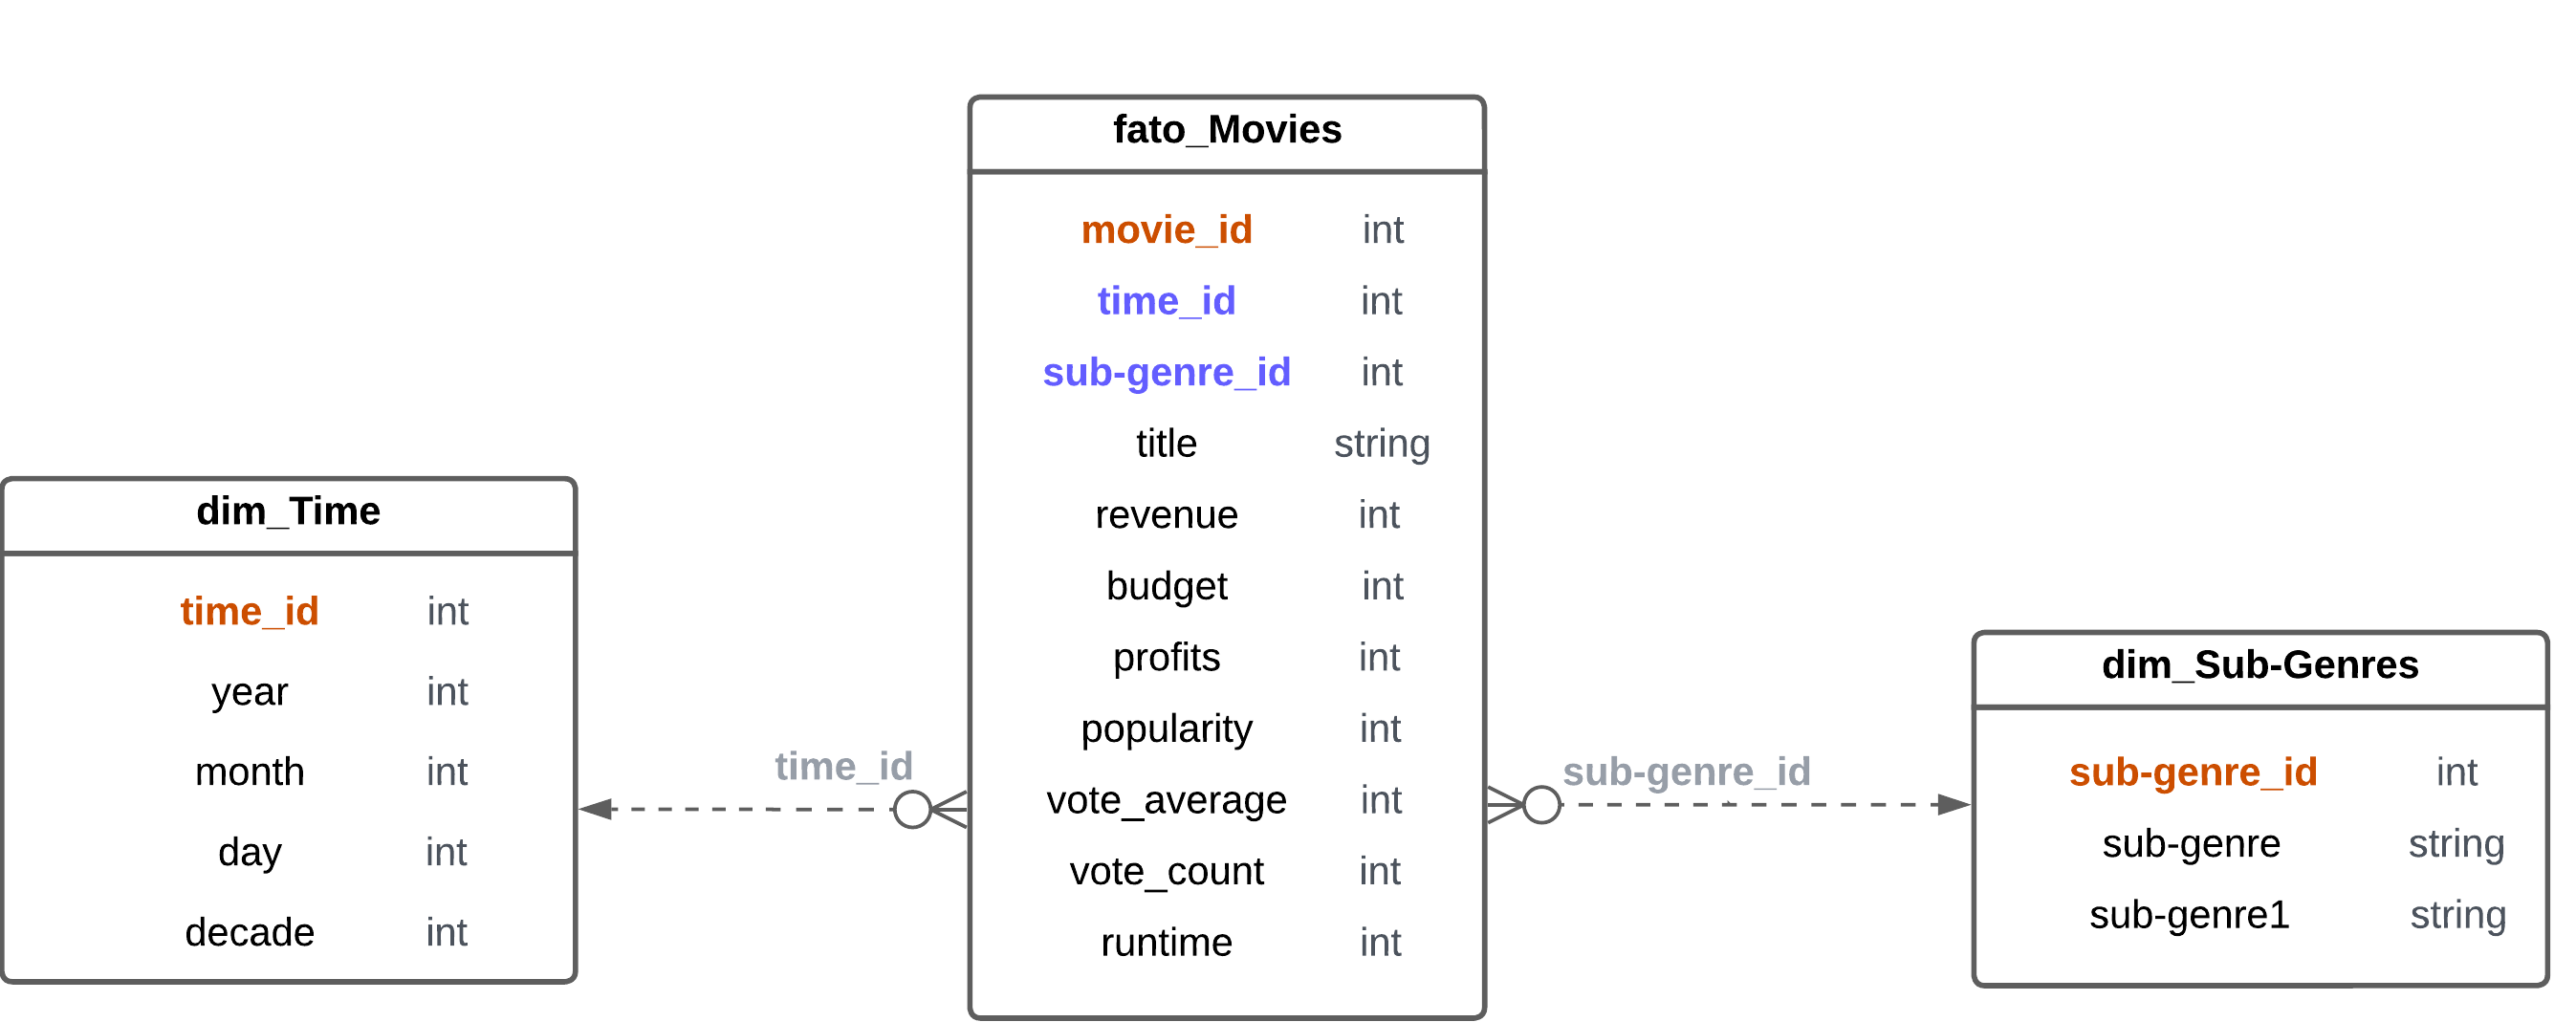 dim_Time
time_id int
year int
month int
day int
decade int
time_id
fato_Movies
movie_id int
time_id int
sub-genre_id int
title string
revenue int
budget int
profits int
popularity int
vote_average int
vote_count int
runtime int
sub-genre_id
dim_Sub-Genres
sub-genre_id int
sub-genre string
sub-genre1 string